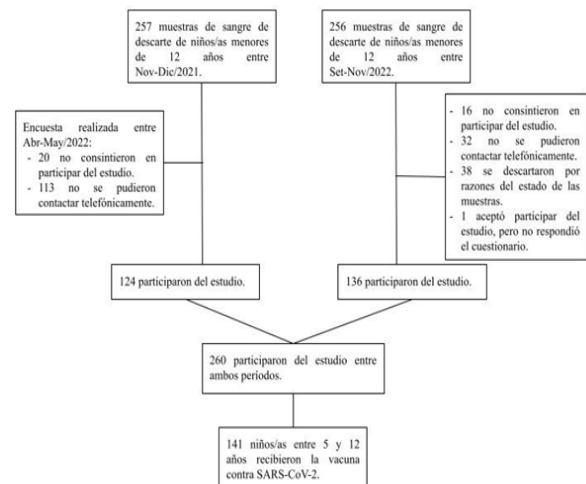 257 muestras de sangre de
descarte de niños/as menores
de 12 años entre
Nov-Dic/2021.
256 muestras de sangre de
descarte de niños/as menores
de 12 años entre
Set-Nov/2022.
Encuesta realizada entre
Abr-May/2022:
- 20 no consintieron en
participar del estudio.
- 113 no se pudieron
contactar telefónicamente.
- 16 no consintieron en
participar del estudio.
- 32 no se pudieron
contactar telefónicamente.
- 38 se descartaron por
razones del estado de las
muestras.
- 1 aceptó participar del
estudio, pero no respondió
el cuestionario.
124 participaron del estudio.
136 participaron del estudio.
260 participaron del estudio entre
ambos períodos.
141 niños/as entre 5 y 12
años recibieron la vacuna
contra SARS-CoV-2.